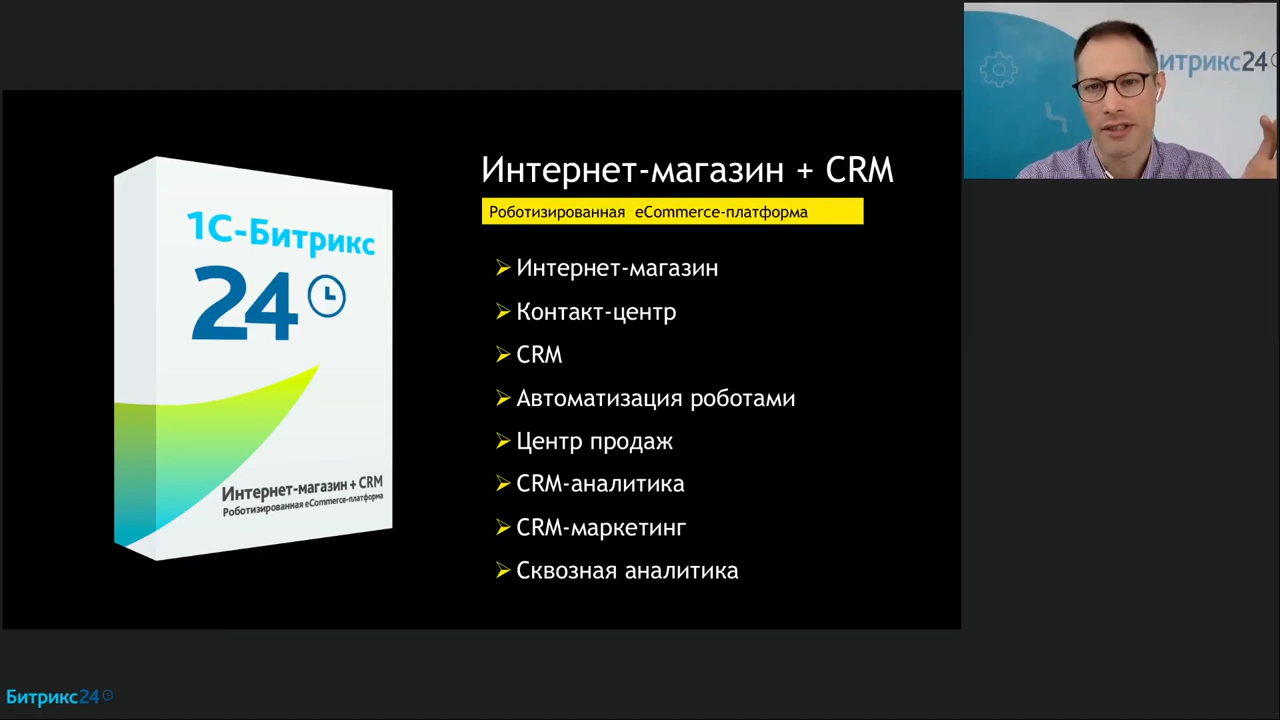 итрикс24
Интернет-магазин + CRM
Роботизированная eCommerce-платформа
1С-Битрикс
24
Интернет-магазин + CRM
Роботизированная eCommerce-платформа
Интернет-магазин
Контакт-центр
CRM
Автоматизация роботами
Центр продаж
CRM-аналитика
CRM-маркетинг
Сквозная аналитика
Битрикс24